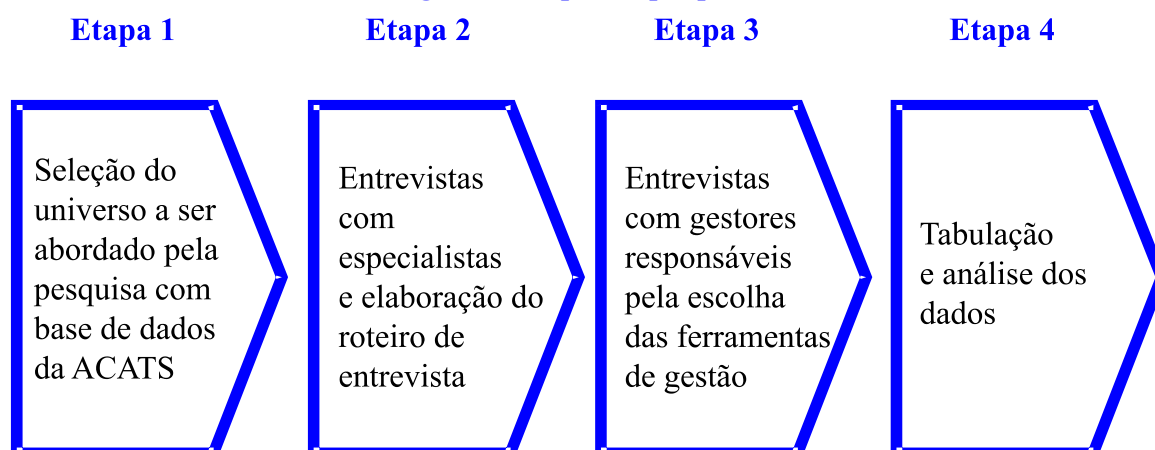 Etapa 1
Etapa 2
Etapa 3
Etapa 4
Seleção do
universo a ser
abordado pela
pesquisa com
base de dados
da ACATS
Entrevistas
com
especialistas
e elaboração do
roteiro de
entrevista
Entrevistas
com gestores
responsáveis
pela escolha
das ferramentas
de gestão
Tabulação
e análise dos
dados